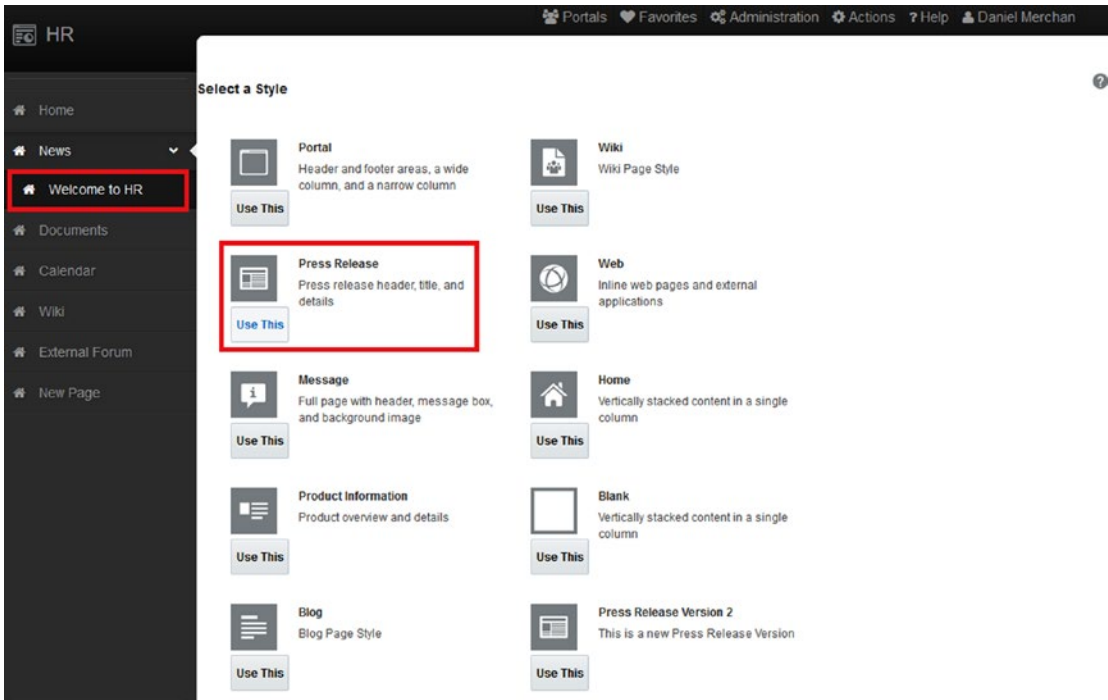 Portals Favorites Administration Actions ? Help Daniel Merchan
HR
Home
News
Welcome to HR
Documents
Calendar
Wiki
External Forum
New Page
Select a Style
Portal
Header and footer areas, a wide
column, and a narrow column
Use This
Wiki
Wiki Page Style
Use This
Press Release
Press release header, title, and
details
Use This
Web
Inline web pages and external
applications
Use This
Message
Full page with header, message box,
and background image
Use This
Home
Vertically stacked content in a single
column
Use This
Product Information
Product overview and details
Use This
Blank
Vertically stacked content in a single
column
Use This
Blog
Blog Page Style
Use This
Press Release Version 2
This is a new Press Release Version
Use This